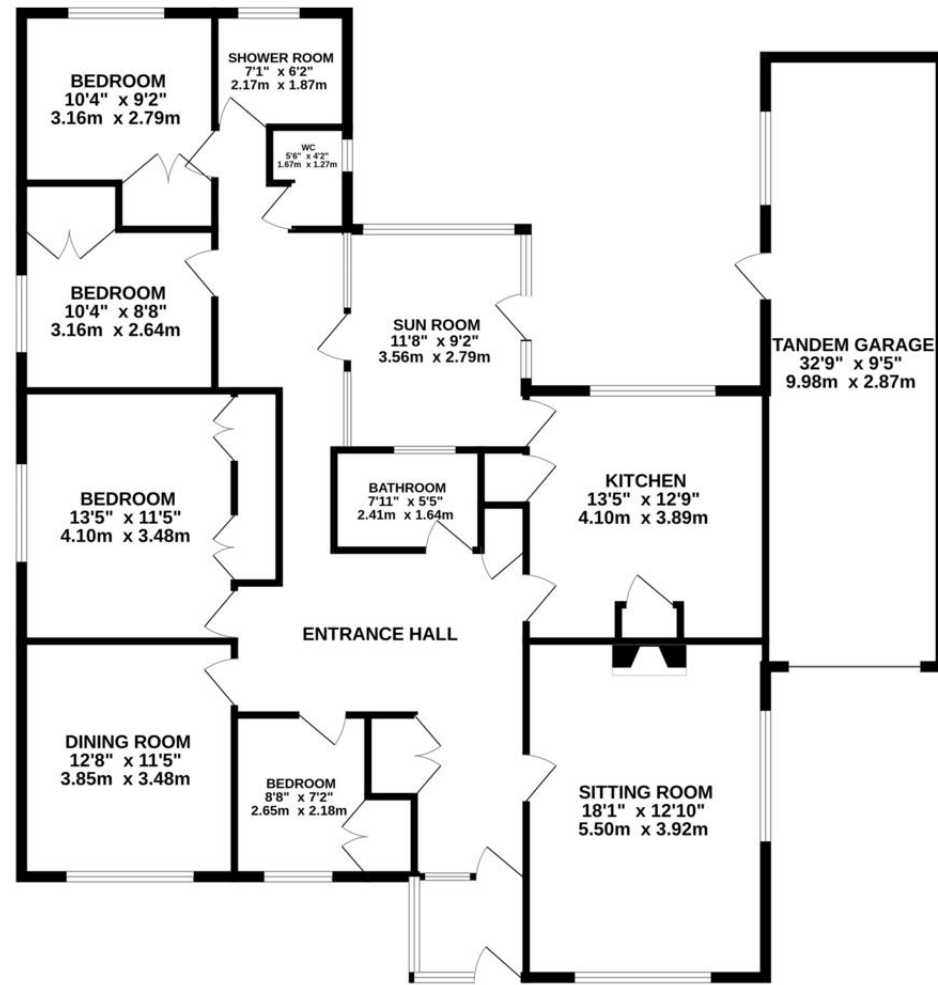 BEDROOM
10'4" x 9'2"
3.16m x 2.79m
SHOWER ROOM
7'1" x 6'2"
2.17m x 1.87m
WC
5'6" x 4'2"
1.67m x 1.27m
BEDROOM
10'4" x 8'8"
3.16m x 2.64m
SUN ROOM
11'8" x 9'2"
3.56m x 2.79m
TANDEM GARAGE
32'9" x 9'5"
9.98m x 2.87m
BEDROOM
13'5" x 11'5"
4.10m x 3.48m
BATHROOM
7'11" x 5'5"
2.41m x 1.64m
KITCHEN
13'5" x 12'9"
4.10m x 3.89m
ENTRANCE HALL
DINING ROOM
12'8" x 11'5"
3.85m x 3.48m
BEDROOM
8'8" x 7'2"
2.65m x 2.18m
SITTING ROOM
18'1" x 12'10"
5.50m x 3.92m